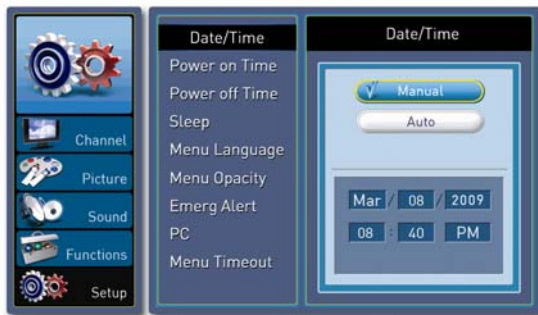 Channel
Picture
Sound
Functions
Setup
Date/Time
Power on Time
Power off Time
Sleep
Menu Language
Menu Opacity
Emerg Alert
PC
Menu Timeout
Date/Time
Manual
Auto
Mar / 08 / 2009
08 : 40 PM